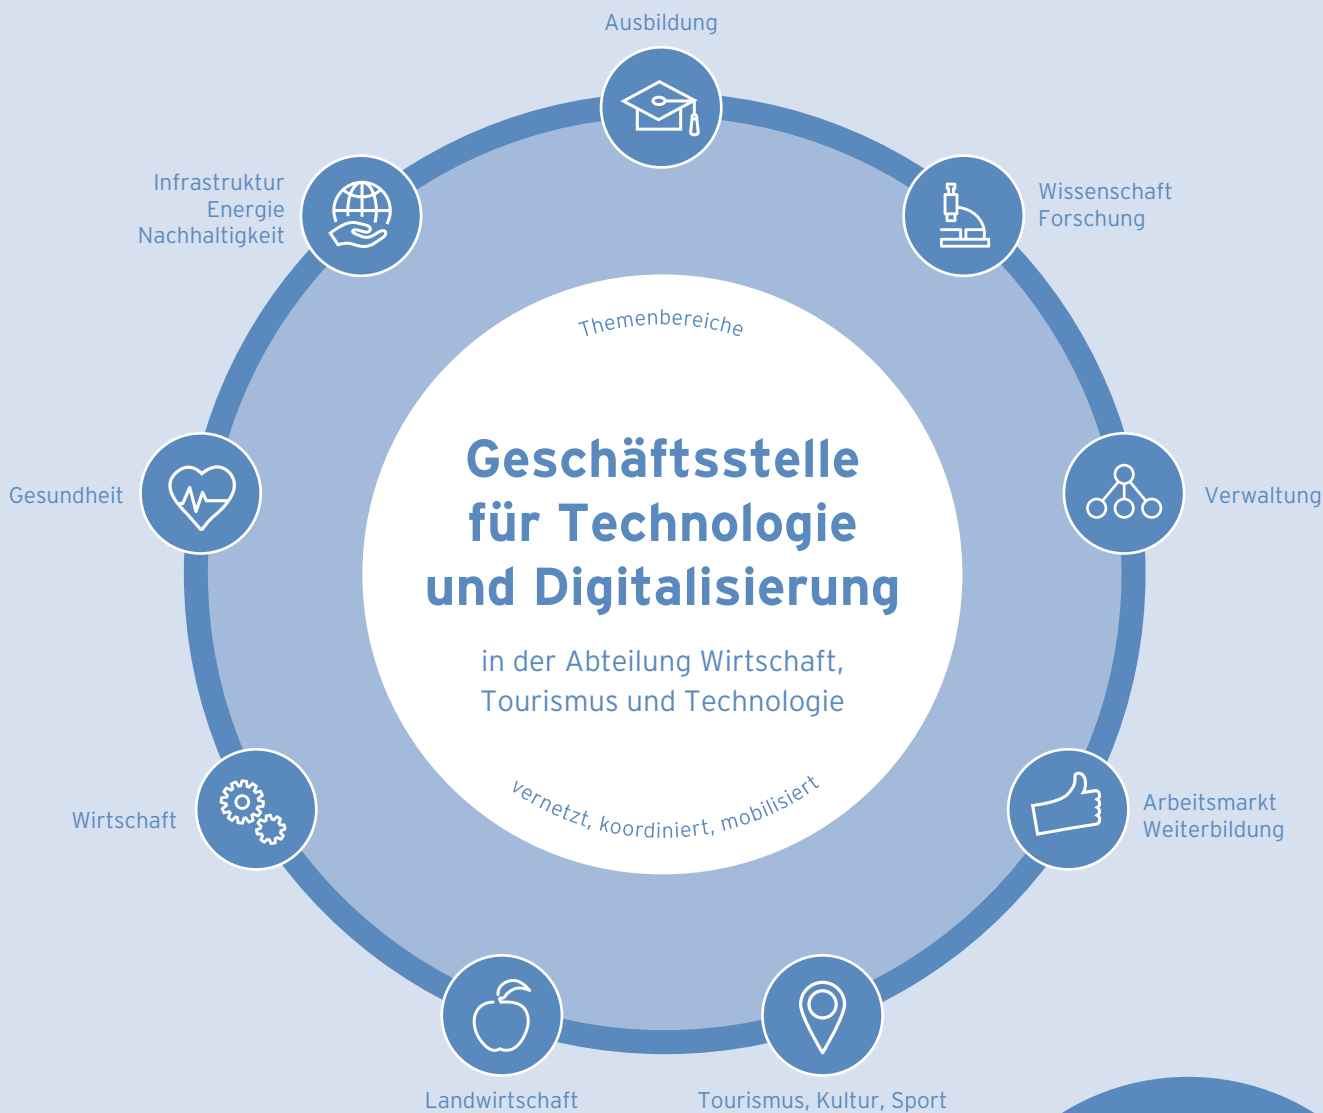 Ausbildung
Infrastruktur
Energie
Nachhaltigkeit
Wissenschaft
Forschung
Themenbereiche
Geschäftsstelle
für Technologie
und Digitalisierung
in der Abteilung Wirtschaft,
Tourismus und Technologie
vernetzt, koordiniert, mobilisiert
Gesundheit
Verwaltung
Wirtschaft
Arbeitsmarkt
Weiterbildung
Landwirtschaft
Tourismus, Kultur, Sport